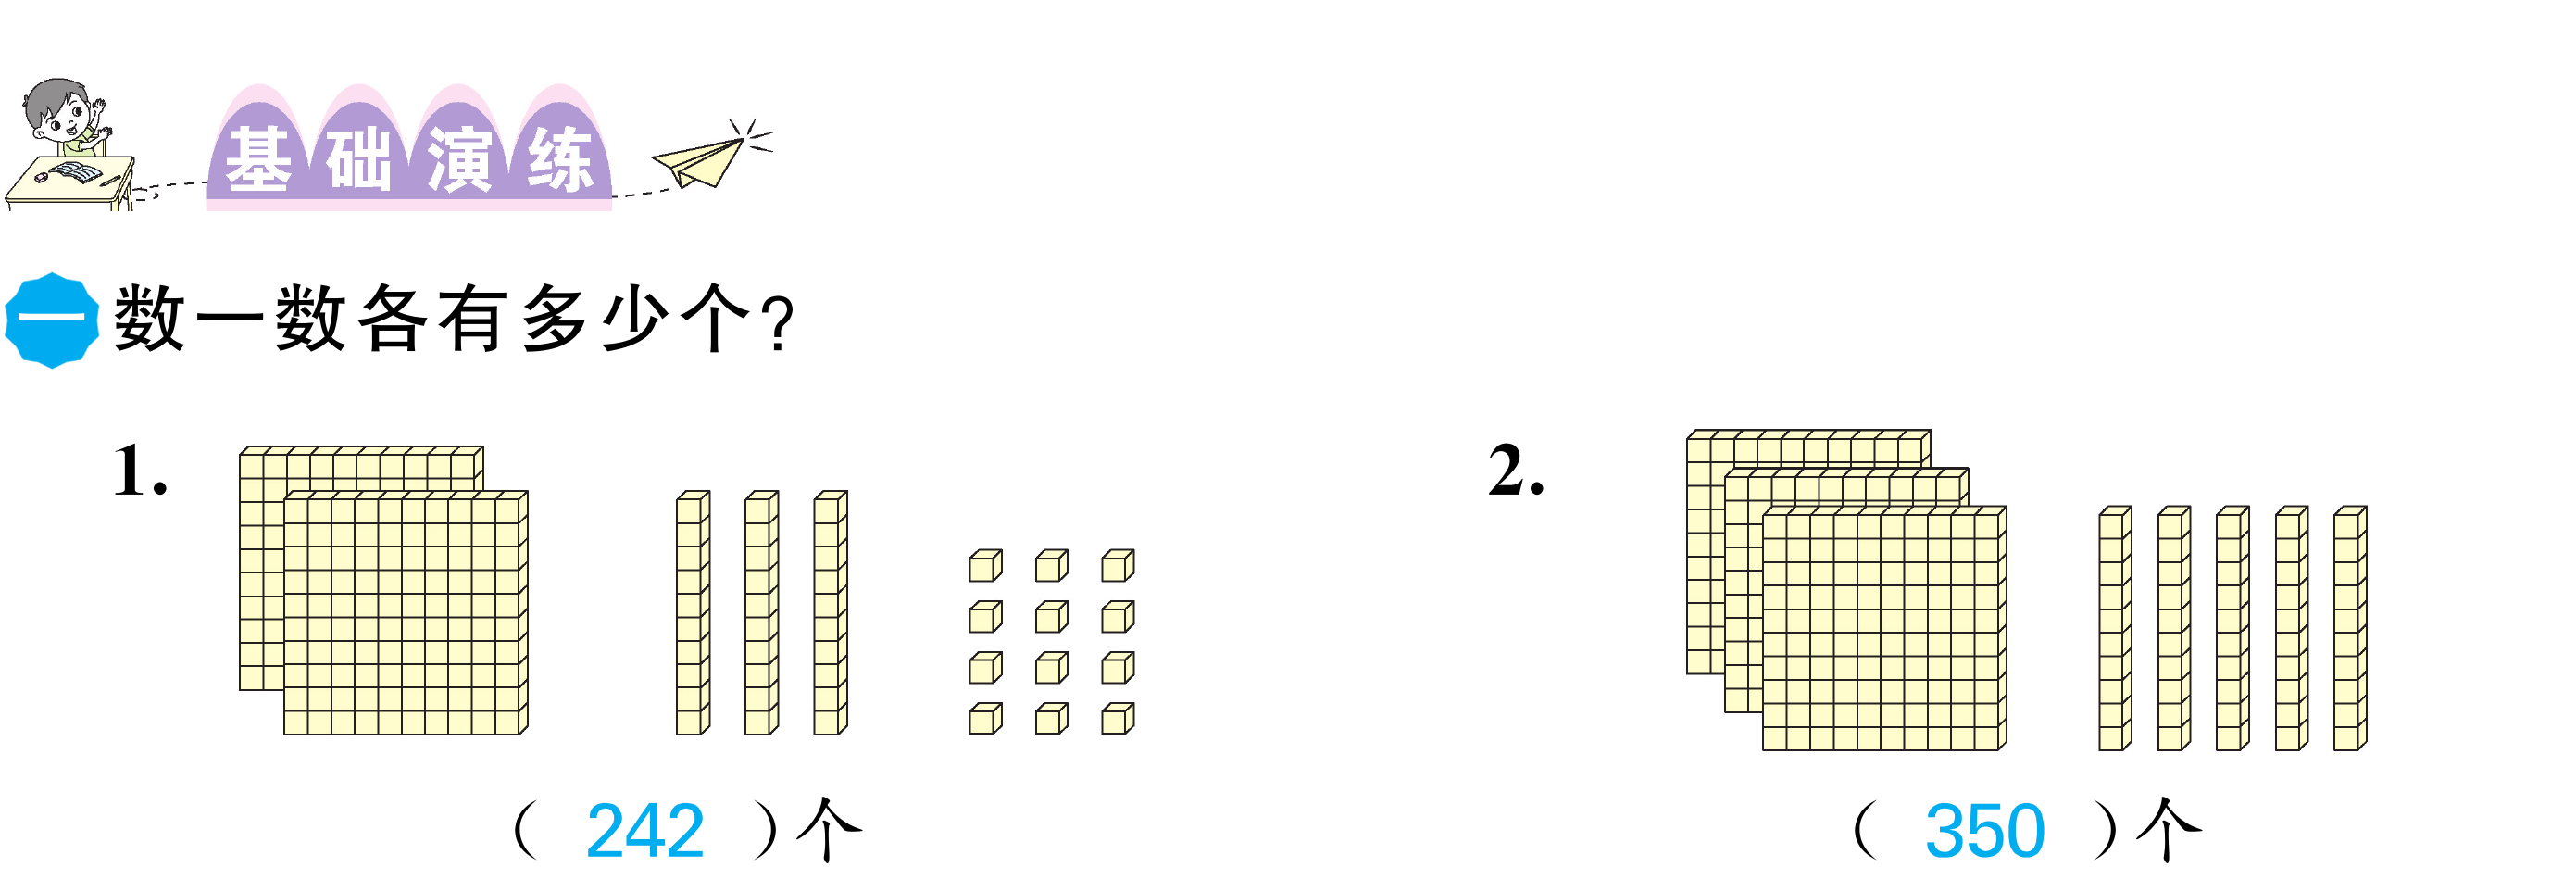 基础演练
一 数一数各有多少个?
1. 2.
( 242 )个 ( 350 )个